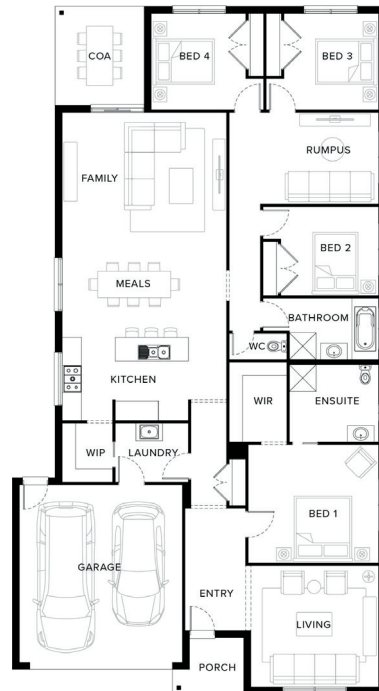 COA
BED 4
BED 3
FAMILY
RUMPUS
BED 2
MEALS
BATHROOM
WC
KITCHEN
WIR
ENSUITE
WIP
LAUNDRY
BED 1
GARAGE
ENTRY
LIVING
PORCH